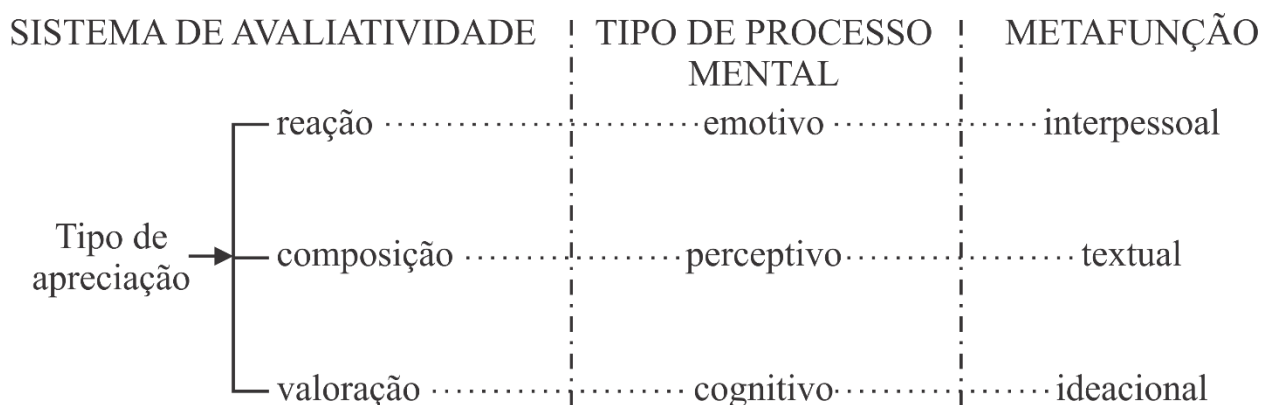 SISTEMA DE AVALIATIVIDADE TIPO DE PROCESSO METAFUNÇÃO
MENTAL
reação emotivo interpessoal
Tipo de
apreciação
composição perceptivo textual
valoração cognitivo ideacional